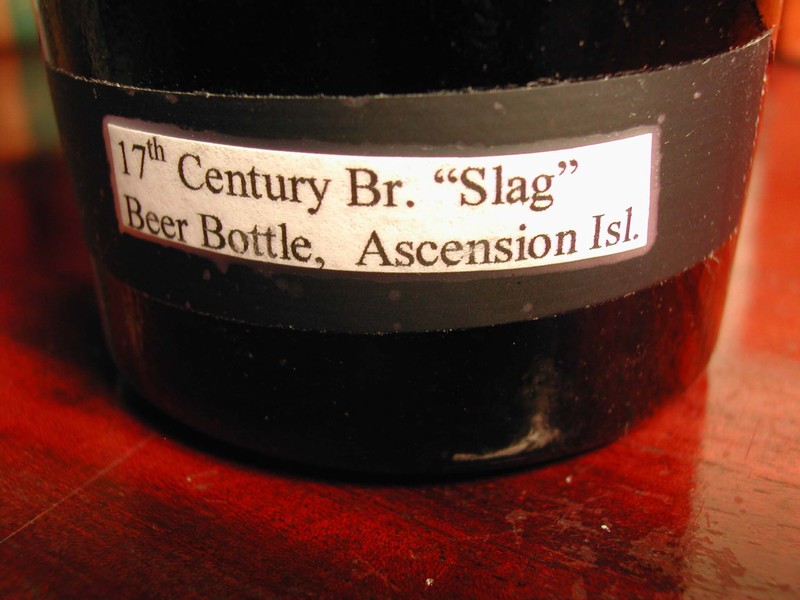 17th Century Br. “Slag”
Beer Bottle, Ascension Isl.